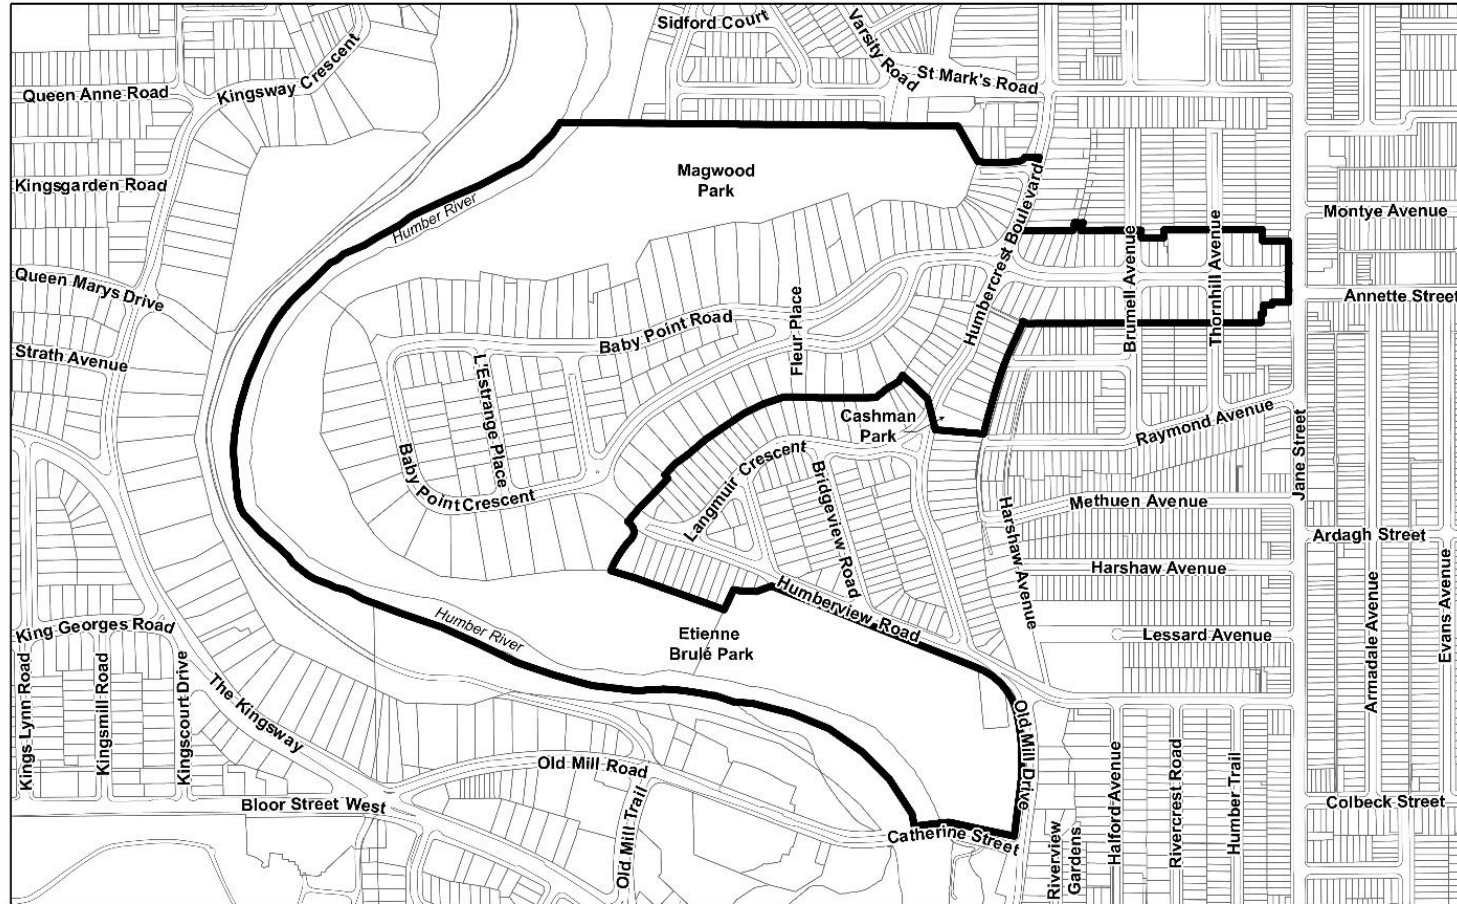 Sidford Court
Varsity Road
St Mark's Road
Queen Anne Road
Kingsway Crescent
Magwood
Park
Kingsgarden Road
Humber River
Humbercrest Boulevard
Montye Avenue
Queen Marys Drive
Brumell Avenue
Thornhill Avenue
Annette Street
Strath Avenue
Baby Point Road
Fleur Place
L'Estrange Place
Cashman
Park
Raymond Avenue
Jane Street
Baby Point Crescent
Langmuir Crescent
Bridgeview Road
Methuen Avenue
Harshaw Avenue
Ardagh Street
Harshaw Avenue
Humberview Road
King Georges Road
Humber River
Etienne
Brulé Park
Lessard Avenue
Armadale Avenue
Evans Avenue
Kings Lynn Road
Kingsmill Road
Kingscourt Drive
The Kingsway
Old Mill Road
Old Mill Drive
Bloor Street West
Old Mill Trail
Catherine Street
Riverview
Gardens
Halford Avenue
Rivercrest Road
Humber Trail
Colbeck Street